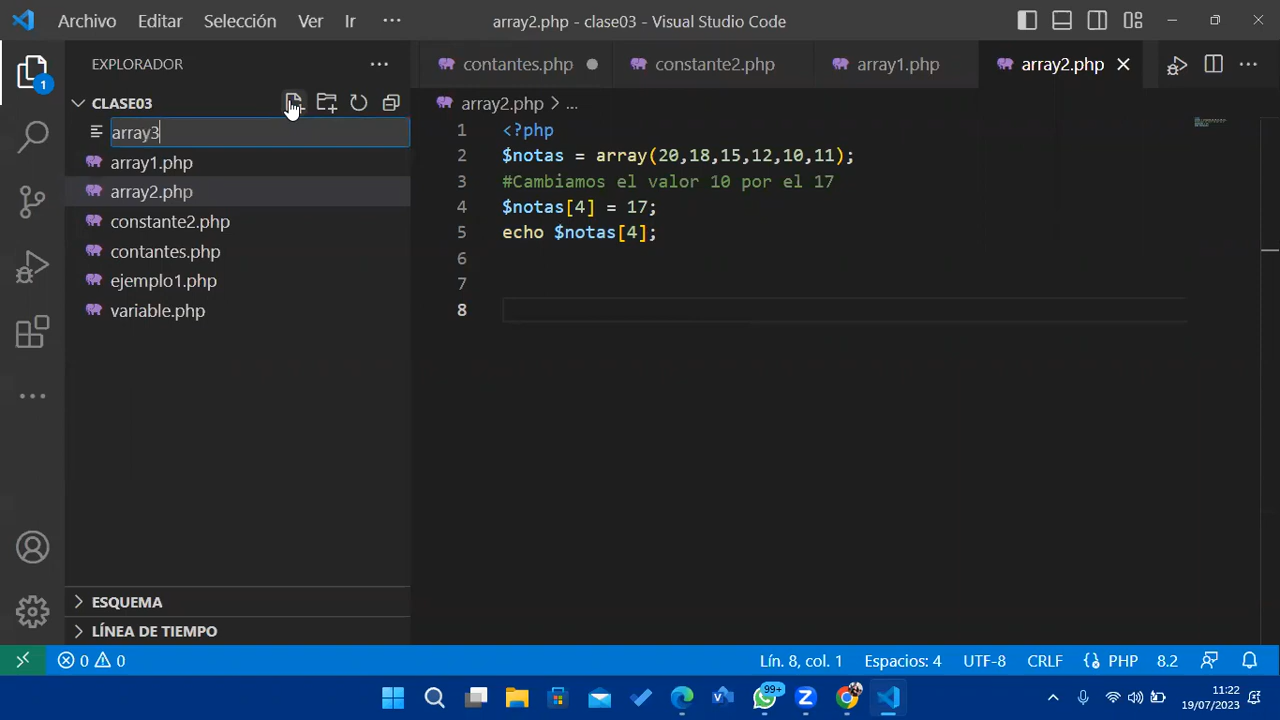 Archivo Editar Selección Ver Ir ··· array2.php - clase03 - Visual Studio Code
EXPLORADOR ···
1
contantes.php constante2.php array1.php array2.php ···
CLASE03
array2.php > ...
array3
array1.php
array2.php
constante2.php
contantes.php
ejemplo1.php
variable.php
1 <?php
2 $notas = array(20,18,15,12,10,11);
3 #Cambiamos el valor 10 por el 17
4 $notas[4] = 17;
5 echo $notas[4];
6
7
8
ESQUEMA
LÍNEA DE TIEMPO
0 0 Lín. 8, col. 1 Espacios: 4 UTF-8 CRLF PHP 8.2
99+ 11:22
19/07/2023